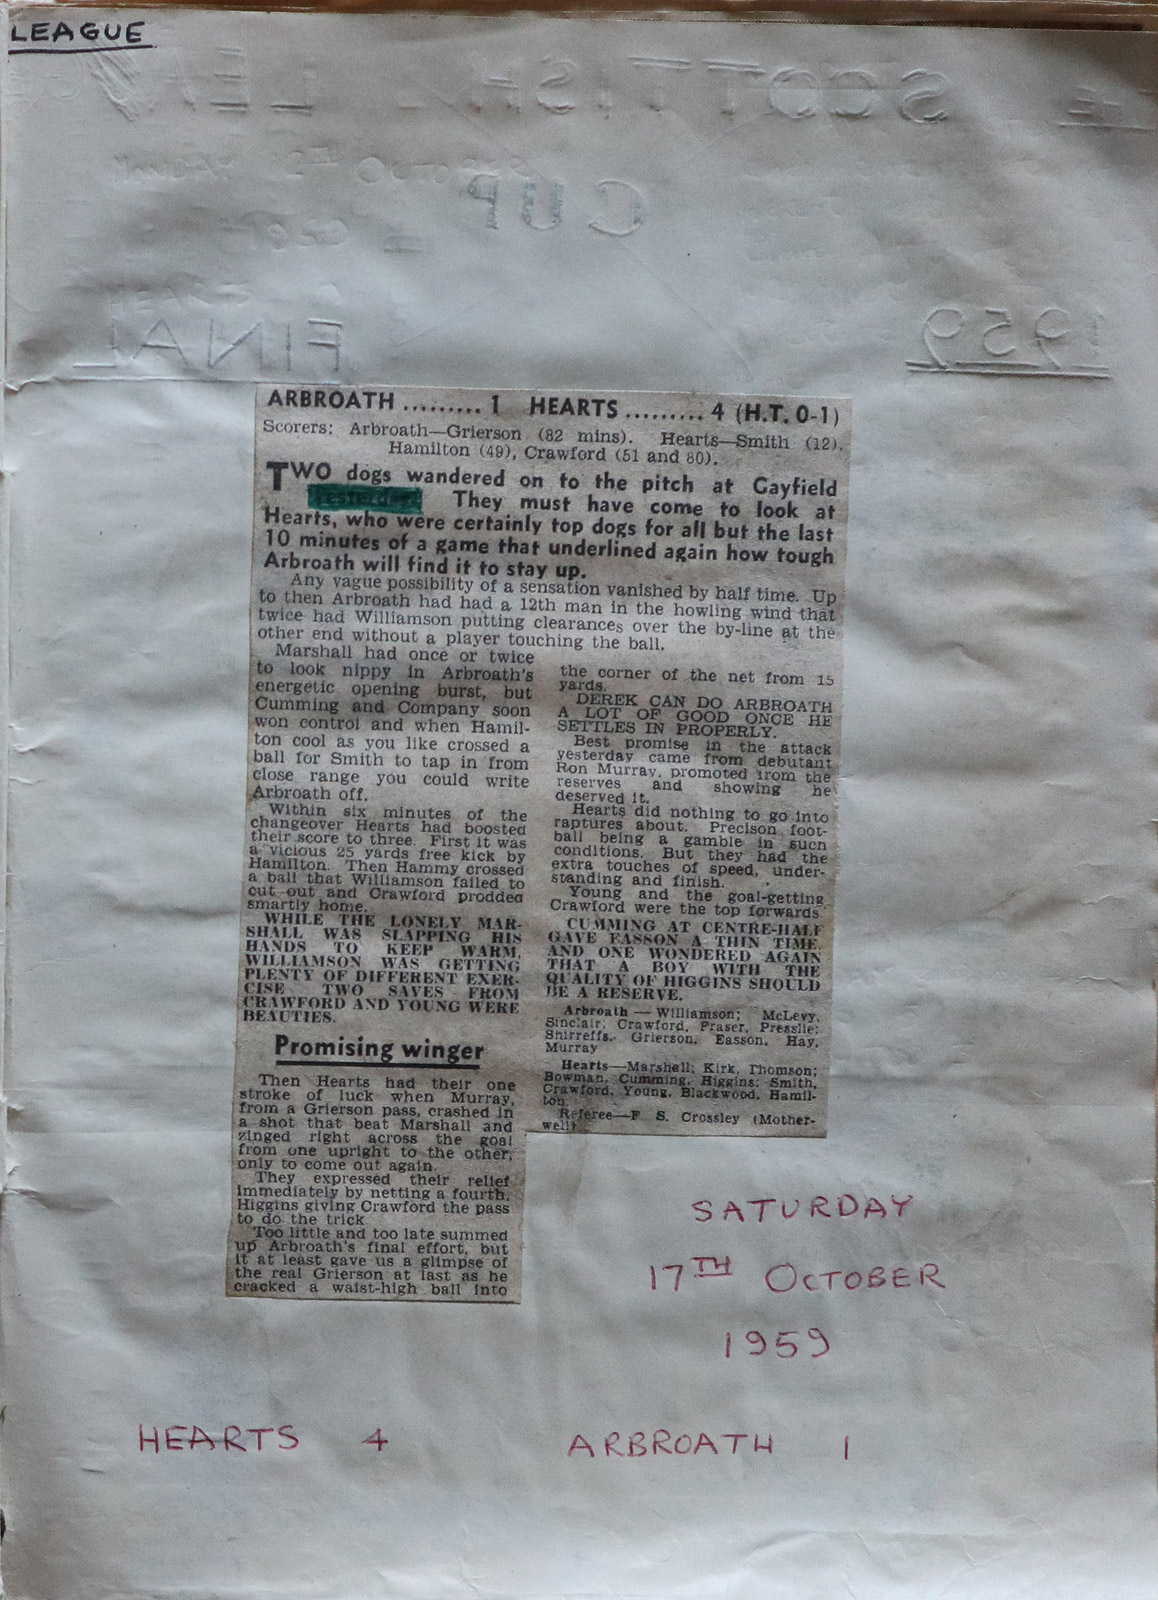 LEAGUE
SCOTTISH LEAGUE
CUP
1959 FINAL
ARBROATH ......... 1 HEARTS ......... 4 (H.T. 0-1)
Scorers: Arbroath—Grierson (82 mins). Hearts—Smith (12),
Hamilton (49), Crawford (51 and 80).
TWO dogs wandered on to the pitch at Gayfield
yesterday. They must have come to look at
Hearts, who were certainly top dogs for all but the last
10 minutes of a game that underlined again how tough
Arbroath will find it to stay up.
Any vague possibility of a sensation vanished by half time. Up
to then Arbroath had had a 12th man in the howling wind that
twice had Williamson putting clearances over the by-line at the
other end without a player touching the ball.
Marshall had once or twice
to look nippy in Arbroath's
energetic opening burst, but
Cumming and Company soon
won control and when Hamil-
ton cool as you like crossed a
ball for Smith to tap in from
close range you could write
Arbroath off.
Within six minutes of the
changeover Hearts had boosted
their score to three. First it was
a vicious 25 yards free kick by
Hamilton. Then Hammy crossed
a ball that Williamson failed to
cut out and Crawford prodded
smartly home.
WHILE THE LONELY MAR-
SHALL WAS SLAPPING HIS
HANDS TO KEEP WARM,
WILLIAMSON WAS GETTING
PLENTY OF DIFFERENT EXER-
CISE TWO SAVES FROM
CRAWFORD AND YOUNG WERE
BEAUTIES.
Promising winger
Then Hearts had their one
stroke of luck when Murray,
from a Grierson pass, crashed in
a shot that beat Marshall and
zinged right across the goal
from one upright to the other,
only to come out again.
They expressed their relief
immediately by netting a fourth,
Higgins giving Crawford the pass
to do the trick.
Too little and too late summed
up Arbroath's final effort, but
it at least gave us a glimpse of
the real Grierson at last as he
cracked a waist-high ball into
the corner of the net from 15
yards.
DEREK CAN DO ARBROATH
A LOT OF GOOD ONCE HE
SETTLES IN PROPERLY.
Best promise in the attack
yesterday came from debutant
Ron Murray, promoted from the
reserves and showing he
deserved it.
Hearts did nothing to go into
raptures about. Precison foot-
ball being a gamble in such
conditions. But they had the
extra touches of speed, under-
standing and finish.
Young and the goal-getting
Crawford were the top forwards
CUMMING AT CENTRE-HALF
GAVE EASSON A THIN TIME,
AND ONE WONDERED AGAIN
THAT A BOY WITH THE
QUALITY OF HIGGINS SHOULD
BE A RESERVE.
Arbroath — Williamson; McLevy,
Sinclair; Crawford, Fraser, Presslie;
Shirreffs, Grierson, Easson, Hay,
Murray
Hearts—Marshall; Kirk, Thomson;
Bowman, Cumming, Higgins; Smith,
Crawford, Young, Blackwood, Hamil-
ton.
Referee—F. S. Crossley (Mother-
well)
SATURDAY
17TH OCTOBER
1959
HEARTS 4 ARBROATH 1